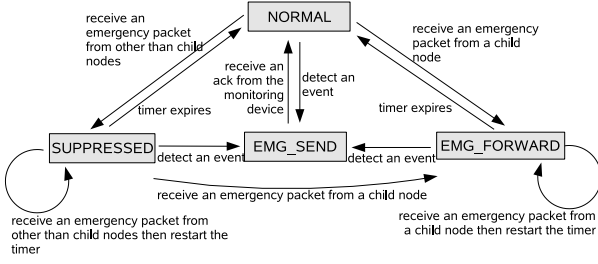 NORMAL
receive an
emergency packet
from other than child
nodes
receive an
emergency packet
from a child
node
receive an
ack from the
monitoring
device
detect an
event
timer expires
timer expires
SUPPRESSED
EMG_SEND
EMG_FORWARD
detect an event
detect an event
receive an emergency packet from a child node
receive an emergency packet from
other than child nodes then restart the
timer
receive an emergency packet from
a child node then restart the timer